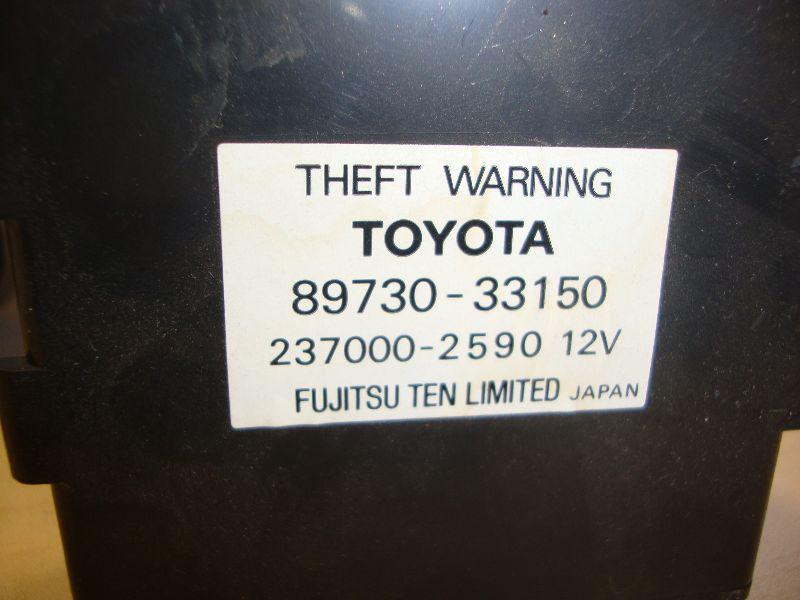 THEFT WARNING
TOYOTA
89730-33150
237000-2590 12V
FUJITSU TEN LIMITED JAPAN